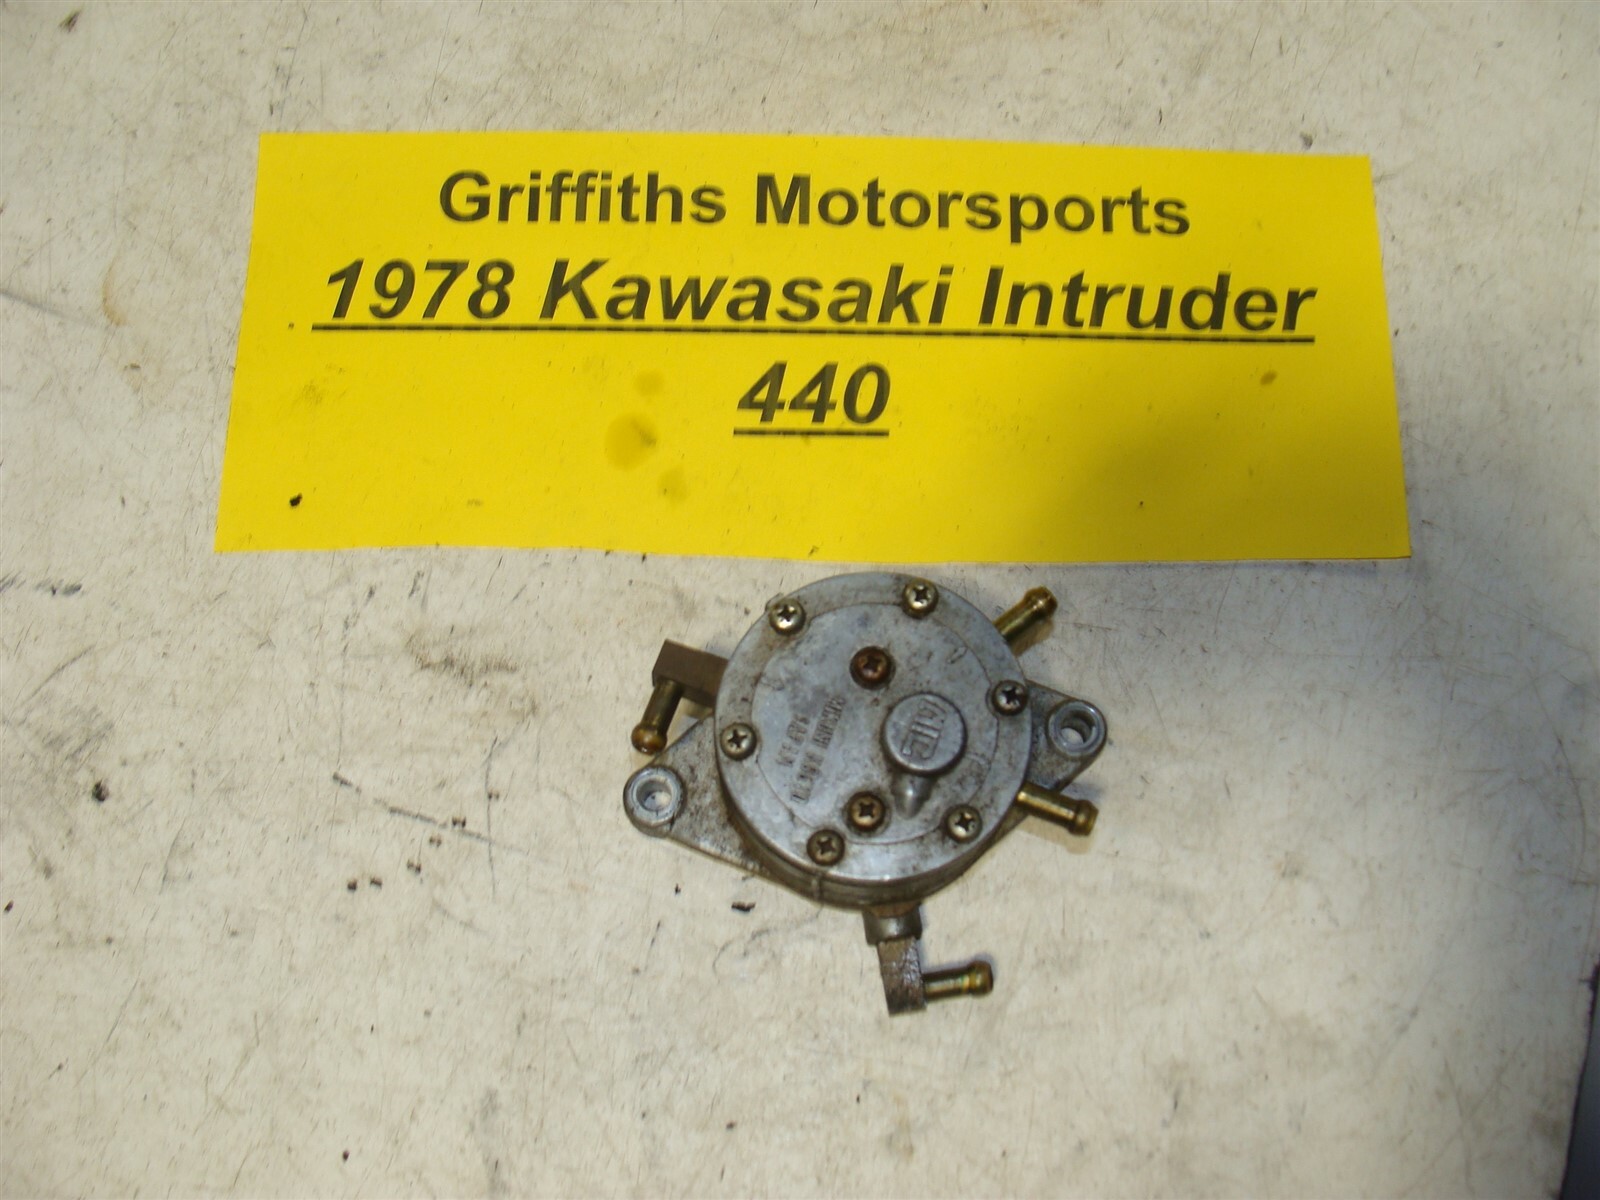 Griffiths Motorsports
1978 Kawasaki Intruder
440